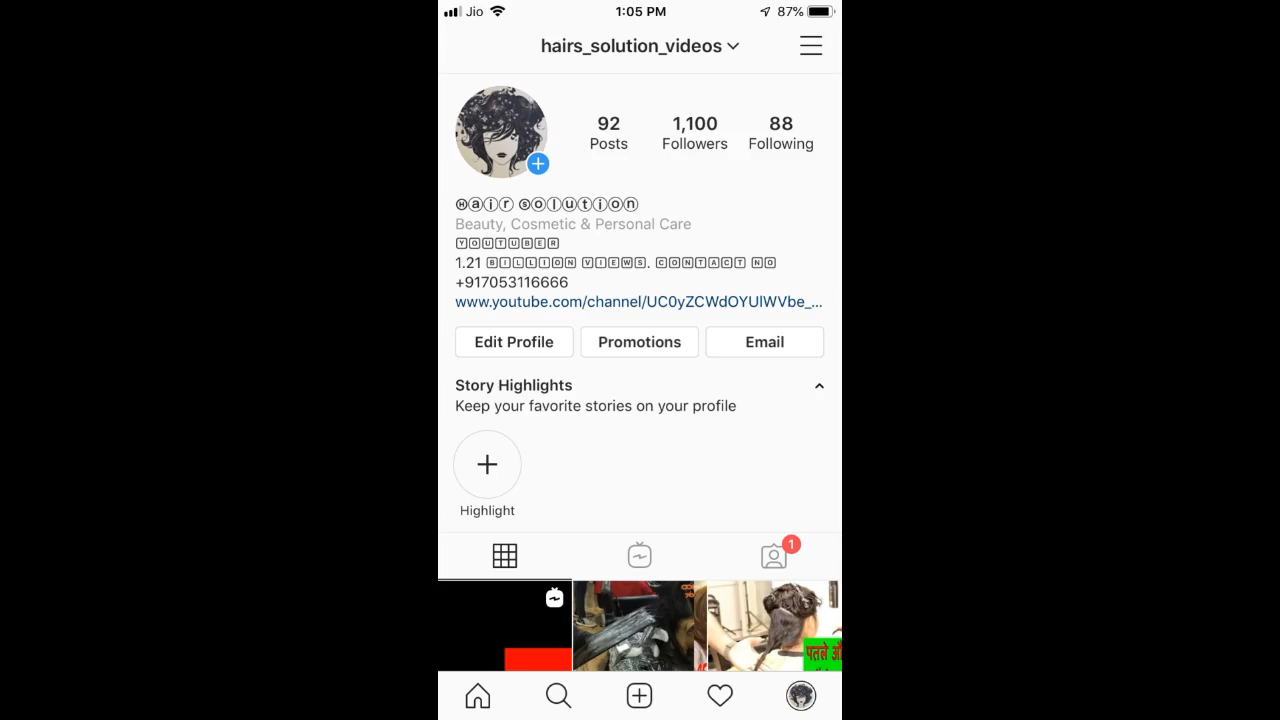 Jio 1:05 PM 87%
hairs_solution_videos
92 1,100 88
Posts Followers Following
Ⓗⓐⓘⓡ ⓢⓞⓛⓤⓣⓘⓞⓝ
Beauty, Cosmetic & Personal Care
🅈🄾🅄🅃🅄🄱🄴🅁
1.21 🄱🄸🄻🄻🄸🄾🄽 🅅🄸🄴🅆🅂. 🄲🄾🄽🅃🄰🄲🅃 🄽🄾
+917053116666
www.youtube.com/channel/UC0yZCWdOYUlWVbe_...
Edit Profile Promotions Email
Story Highlights
Keep your favorite stories on your profile
Highlight
1